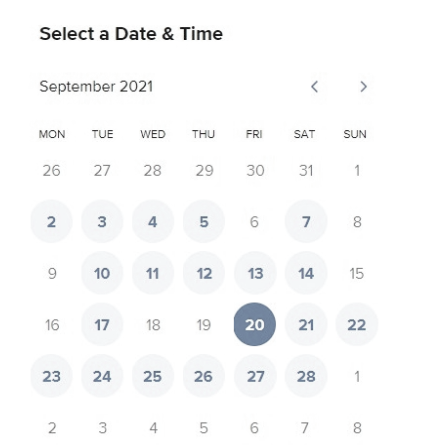 Select a Date & Time
September 2021
MON TUE WED THU FRI SAT SUN
26 27 28 29 30 31 1
2 3 4 5 6 7 8
9 10 11 12 13 14 15
16 17 18 19 20 21 22
23 24 25 26 27 28 1
2 3 4 5 6 7 8